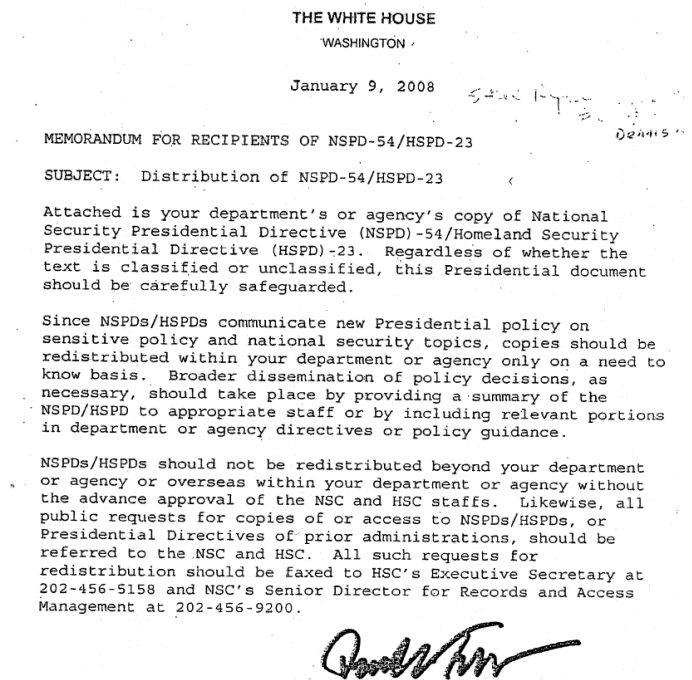 THE WHITE HOUSE
WASHINGTON
January 9, 2008
Dennis
MEMORANDUM FOR RECIPIENTS OF NSPD-54/HSPD-23
SUBJECT: Distribution of NSPD-54/HSPD-23
Attached is your department's or agency's copy of National
Security Presidential Directive (NSPD)-54/Homeland Security
Presidential Directive (HSPD)-23. Regardless of whether the
text is classified or unclassified, this Presidential document
should be carefully safeguarded.
Since NSPDs/HSPDs communicate new Presidential policy on
sensitive policy and national security topics, copies should be
redistributed within your department or agency only on a need to
know basis. Broader dissemination of policy decisions, as
necessary, should take place by providing a summary of the
NSPD/HSPD to appropriate staff or by including relevant portions
in department or agency directives or policy guidance.
NSPDs/HSPDs should not be redistributed beyond your department
or agency or overseas within your department or agency without
the advance approval of the NSC and HSC staffs. Likewise, all
public requests for copies of or access to NSPDs/HSPDs, or
Presidential Directives of prior administrations, should be
referred to the NSC and HSC. All such requests for
redistribution should be faxed to HSC's Executive Secretary at
202-456-5158 and NSC's Senior Director for Records and Access
Management at 202-456-9200.